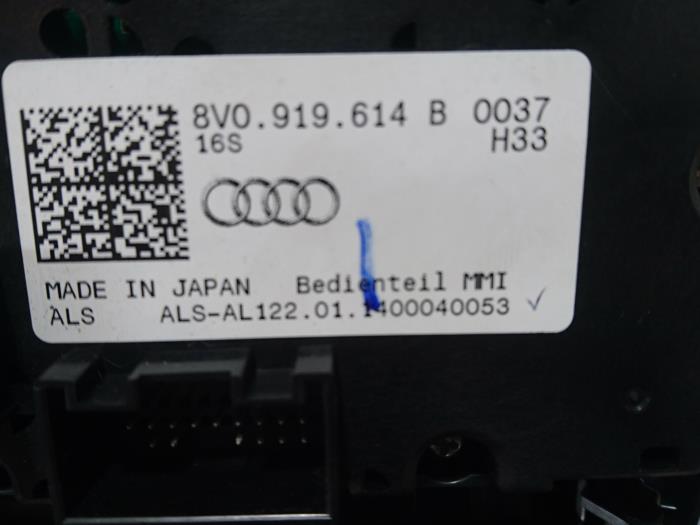 8V0.919.614 B 0037
16S H33
MADE IN JAPAN Bedienteil MMI
ALS ALS-AL122.01.1400040053